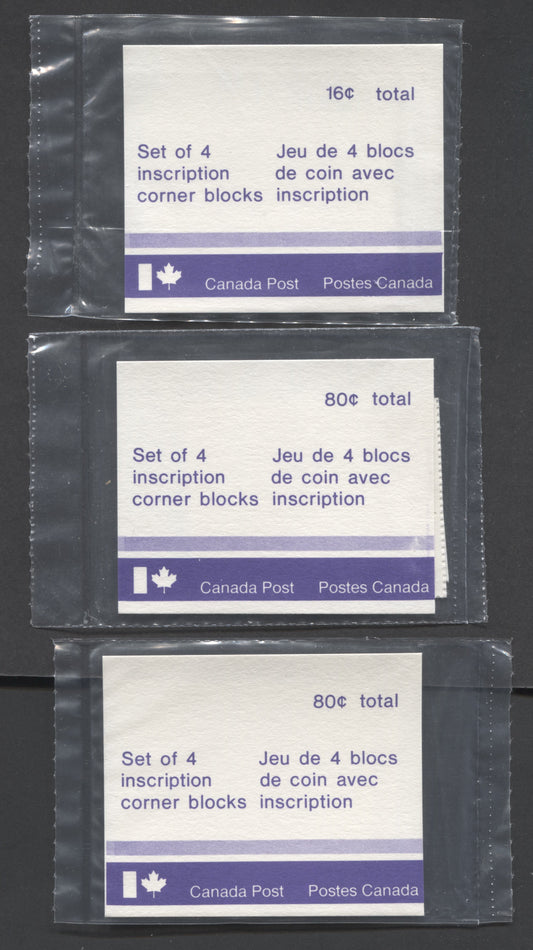 16¢ total
Set of 4
inscription
corner blocks
Jeu de 4 blocs
de coin avec
inscription
Canada Post Postes Canada
80¢ total
Set of 4
inscription
corner blocks
Jeu de 4 blocs
de coin avec
inscription
Canada Post Postes Canada
80¢ total
Set of 4
inscription
corner blocks
Jeu de 4 blocs
de coin avec
inscription
Canada Post Postes Canada